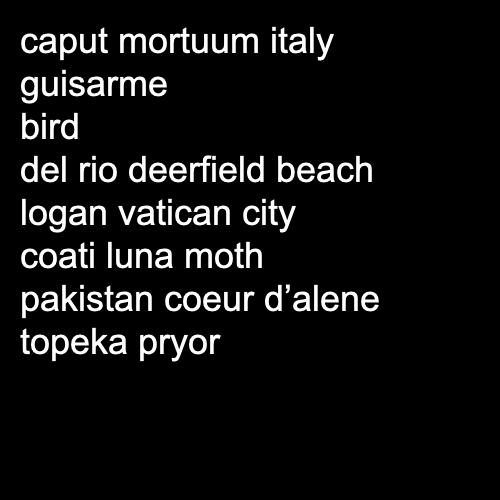 caput mortuum italy
guisarme
bird
del rio deerfield beach
logan vatican city
coati luna moth
pakistan coeur d’alene
topeka pryor